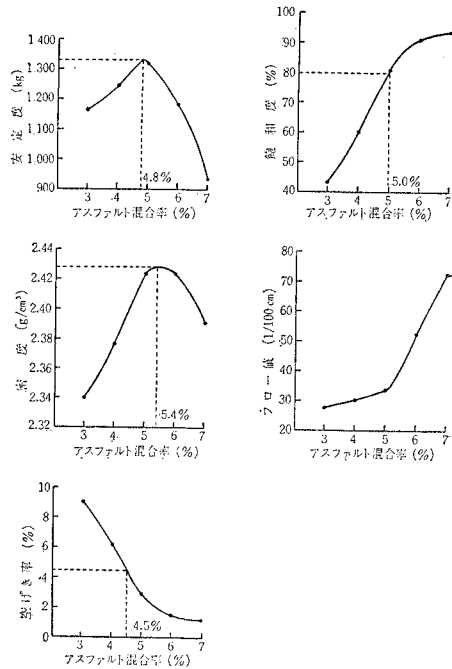 安定度 (kg)
1 400
1.300
1.200
1.100
1 000
900
3 4 5 6 7
4.8%
アスファルト混合率 (%)
飽和度 (%)
100
90
80
70
60
50
40
3 4 5 6 7
5.0%
アスファルト混合率 (%)
密度 (g/cm³)
2.44
2.42
2.40
2.38
2.36
2.34
2.32
3 4 5 6 7
5.4%
アスファルト混合率 (%)
フロー値 (1/100 cm)
80
70
60
50
40
30
20
3 4 5 6 7
アスファルト混合率 (%)
空げき率 (%)
10
8
6
4
2
0
3 4 5 6 7
4.5%
アスファルト混合率 (%)